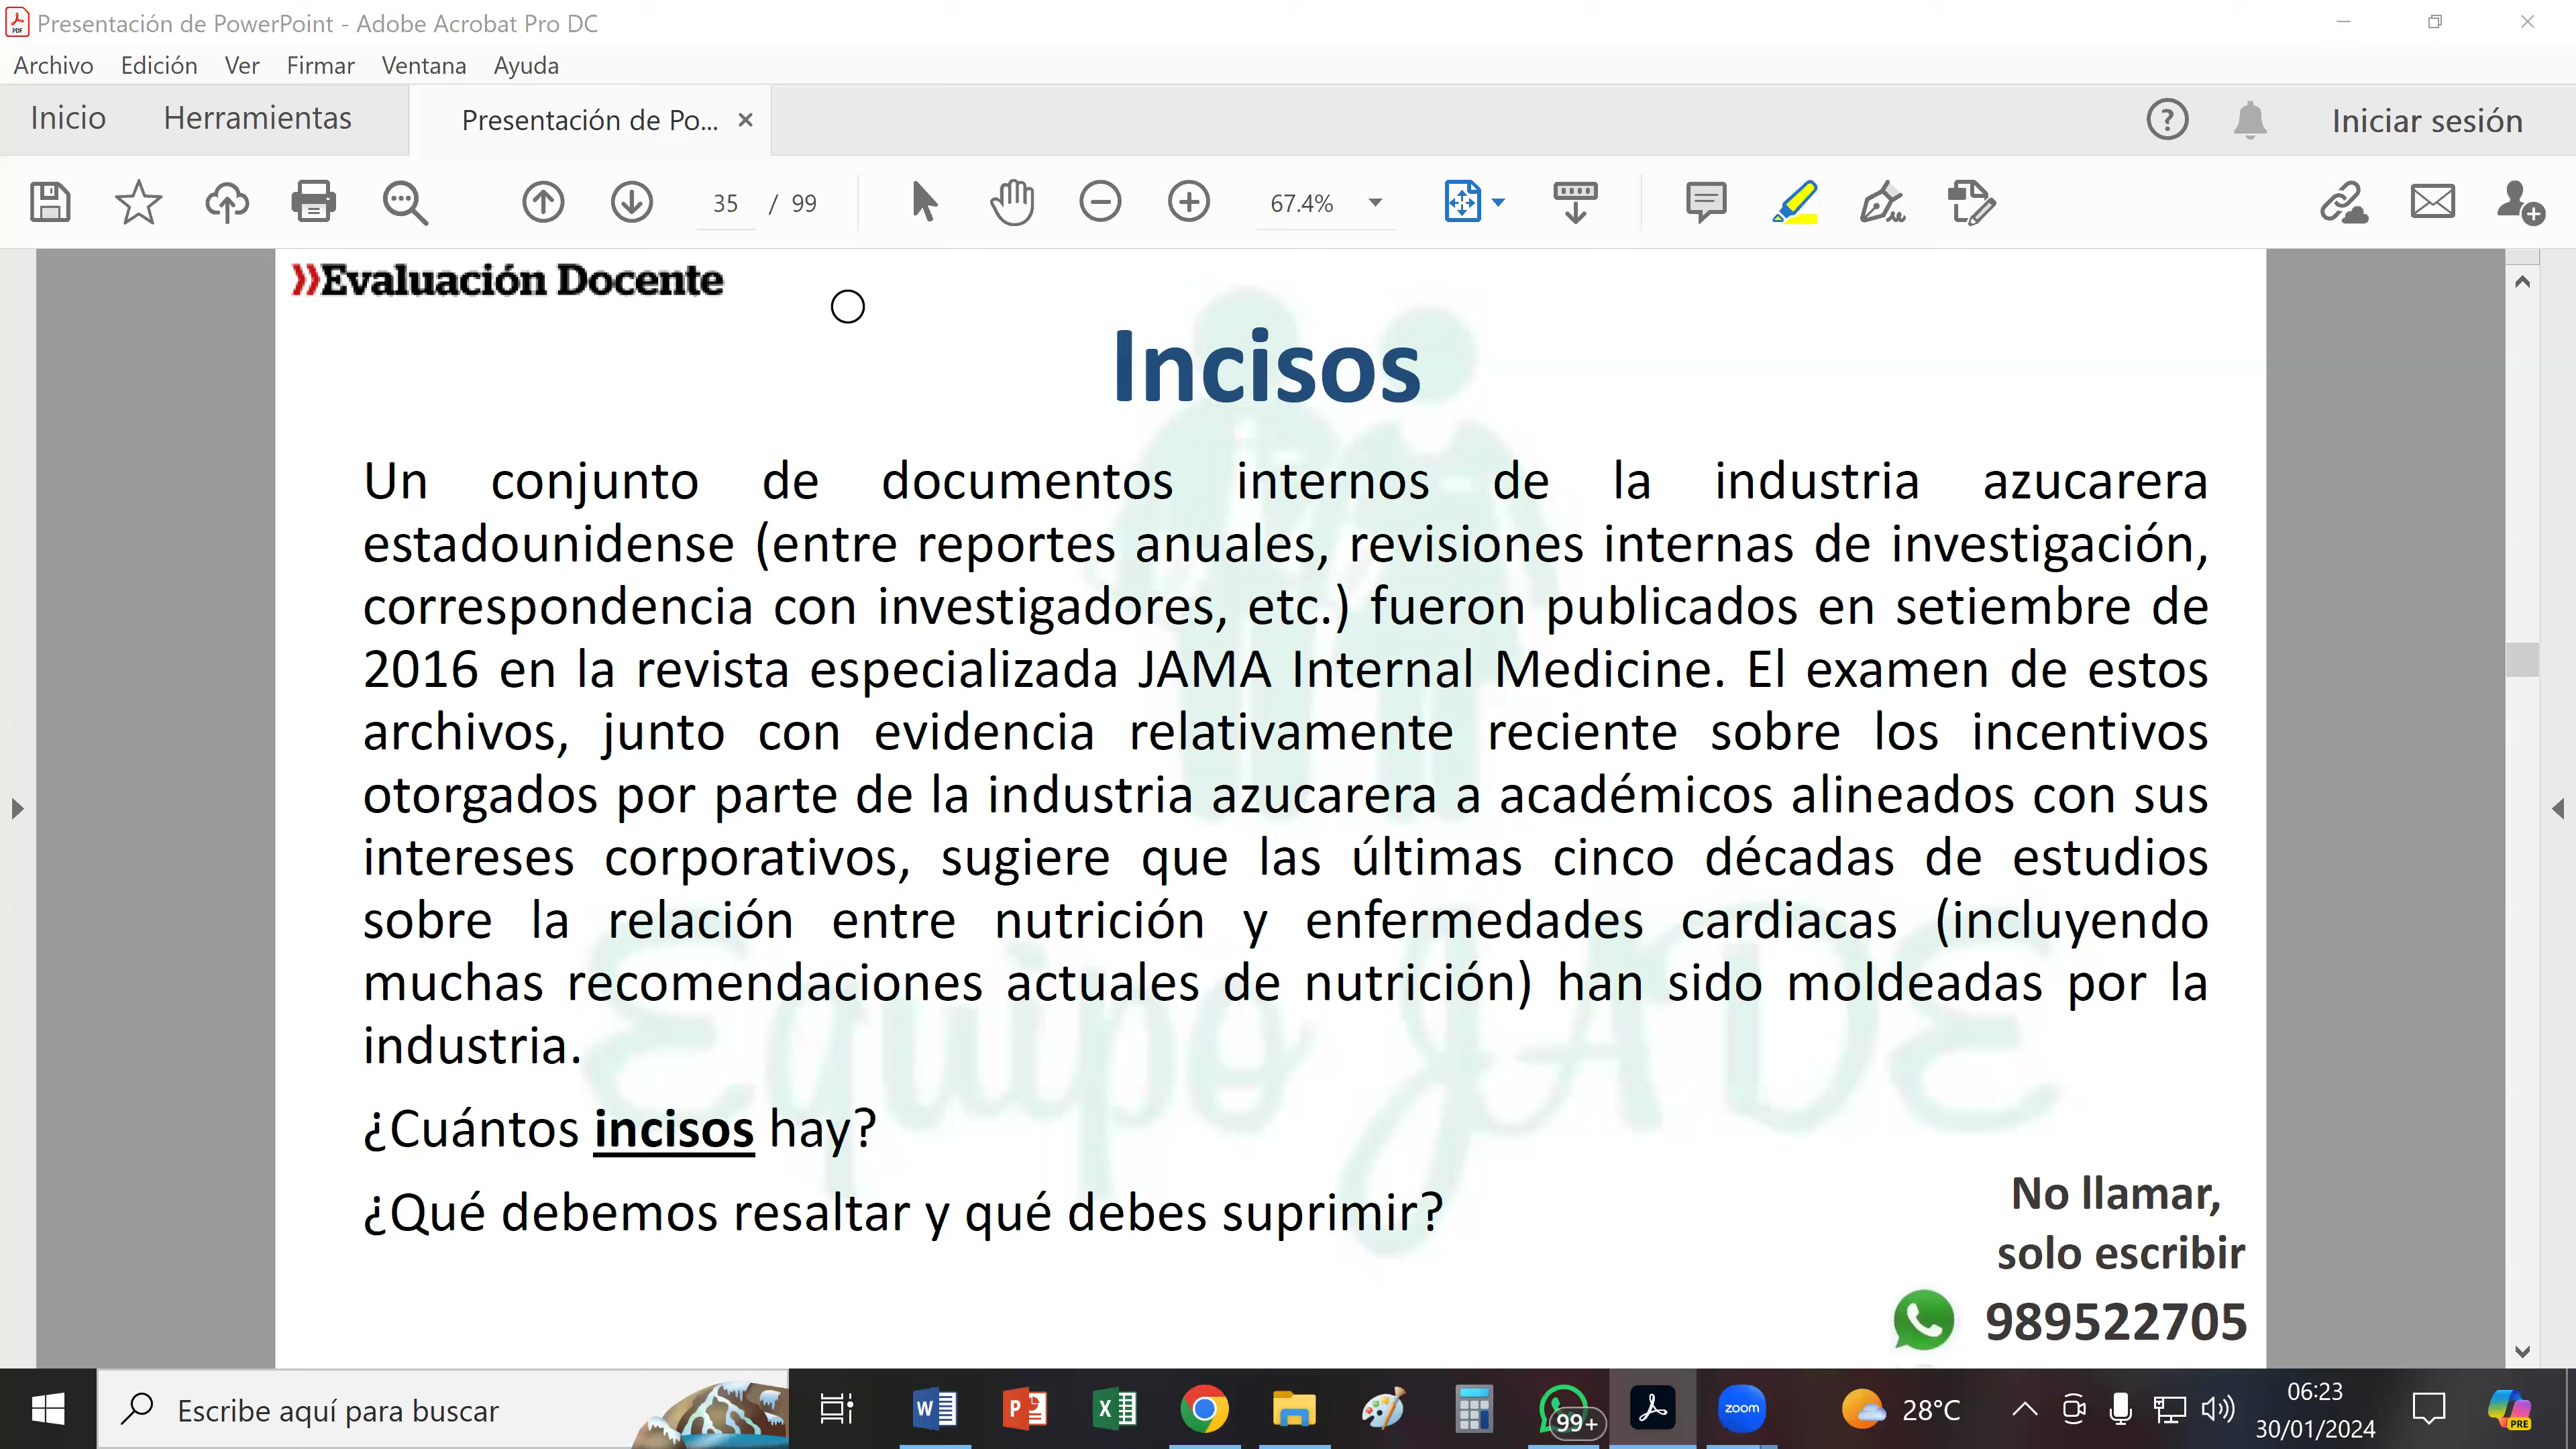 Presentación de PowerPoint - Adobe Acrobat Pro DC
Archivo Edición Ver Firmar Ventana Ayuda
Inicio Herramientas Presentación de Po... × Iniciar sesión
35 / 99 67.4%
»Evaluación Docente
Incisos
Un conjunto de documentos internos de la industria azucarera
estadounidense (entre reportes anuales, revisiones internas de investigación,
correspondencia con investigadores, etc.) fueron publicados en setiembre de
2016 en la revista especializada JAMA Internal Medicine. El examen de estos
archivos, junto con evidencia relativamente reciente sobre los incentivos
otorgados por parte de la industria azucarera a académicos alineados con sus
intereses corporativos, sugiere que las últimas cinco décadas de estudios
sobre la relación entre nutrición y enfermedades cardiacas (incluyendo
muchas recomendaciones actuales de nutrición) han sido moldeadas por la
industria.
¿Cuántos incisos hay?
¿Qué debemos resaltar y qué debes suprimir?
Equipo JADE
No llamar,
solo escribir
989522705
Escribe aquí para buscar
zoom
99+
28°C
06:23
30/01/2024
PRE